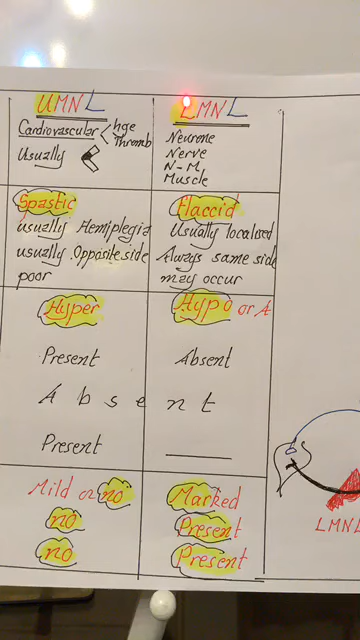 UMNL LMNL
Cardiovascular hge
Thromb
Usually
Neurone
Nerve
N-M
Muscle
Spastic Flaccid
usually Hemiplegia Usually localised
usually Opposite side Always same side
poor may occur
Hyper Hypo or A
Present Absent
Absent
Present
Mild or no Marked
no Present
no Present
LMNL